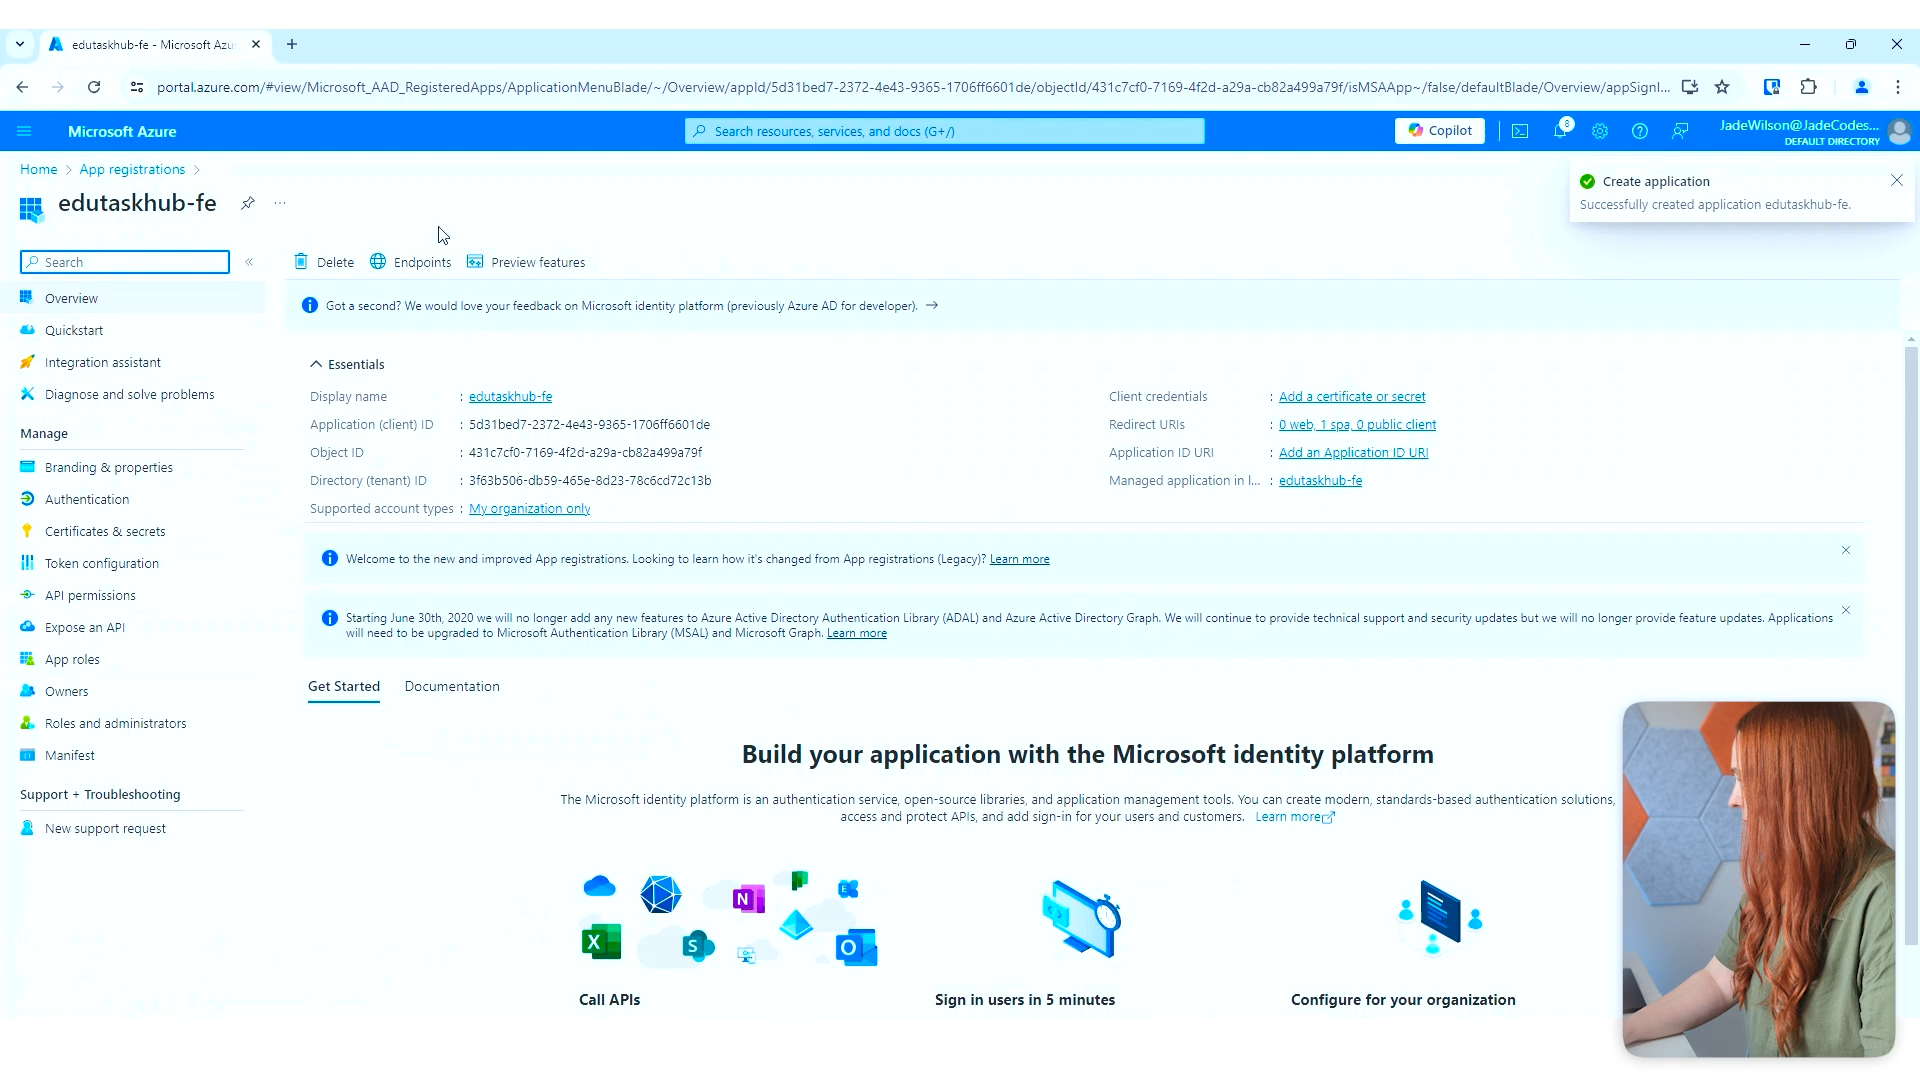 edutaskhub-fe - Microsoft Azu
portal.azure.com/#view/Microsoft_AAD_RegisteredApps/ApplicationMenuBlade/~/Overview/appId/5d31bed7-2372-4e43-9365-1706ff6601de/objectId/431c7cf0-7169-4f2d-a29a-cb82a499a79f/isMSAApp~/false/defaultBlade/Overview/appSignI...
Microsoft Azure
Search resources, services, and docs (G+/)
Copilot
8
JadeWilson@JadeCodes...
DEFAULT DIRECTORY
Home > App registrations >
edutaskhub-fe
...
Create application
Successfully created application edutaskhub-fe.
Search
«
Delete
Endpoints
Preview features
Got a second? We would love your feedback on Microsoft identity platform (previously Azure AD for developer). →
Overview
Quickstart
Integration assistant
Diagnose and solve problems
Manage
Branding & properties
Authentication
Certificates & secrets
Token configuration
API permissions
Expose an API
App roles
Owners
Roles and administrators
Manifest
Support + Troubleshooting
New support request
Essentials
Display name : edutaskhub-fe
Application (client) ID : 5d31bed7-2372-4e43-9365-1706ff6601de
Object ID : 431c7cf0-7169-4f2d-a29a-cb82a499a79f
Directory (tenant) ID : 3f63b506-db59-465e-8d23-78c6cd72c13b
Supported account types : My organization only
Client credentials : Add a certificate or secret
Redirect URIs : 0 web, 1 spa, 0 public client
Application ID URI : Add an Application ID URI
Managed application in l... : edutaskhub-fe
Welcome to the new and improved App registrations. Looking to learn how it's changed from App registrations (Legacy)? Learn more
Starting June 30th, 2020 we will no longer add any new features to Azure Active Directory Authentication Library (ADAL) and Azure Active Directory Graph. We will continue to provide technical support and security updates but we will no longer provide feature updates. Applications
will need to be upgraded to Microsoft Authentication Library (MSAL) and Microsoft Graph. Learn more
Get Started
Documentation
Build your application with the Microsoft identity platform
The Microsoft identity platform is an authentication service, open-source libraries, and application management tools. You can create modern, standards-based authentication solutions,
access and protect APIs, and add sign-in for your users and customers. Learn more
N
E
X
S
O
Call APIs
Sign in users in 5 minutes
Configure for your organization